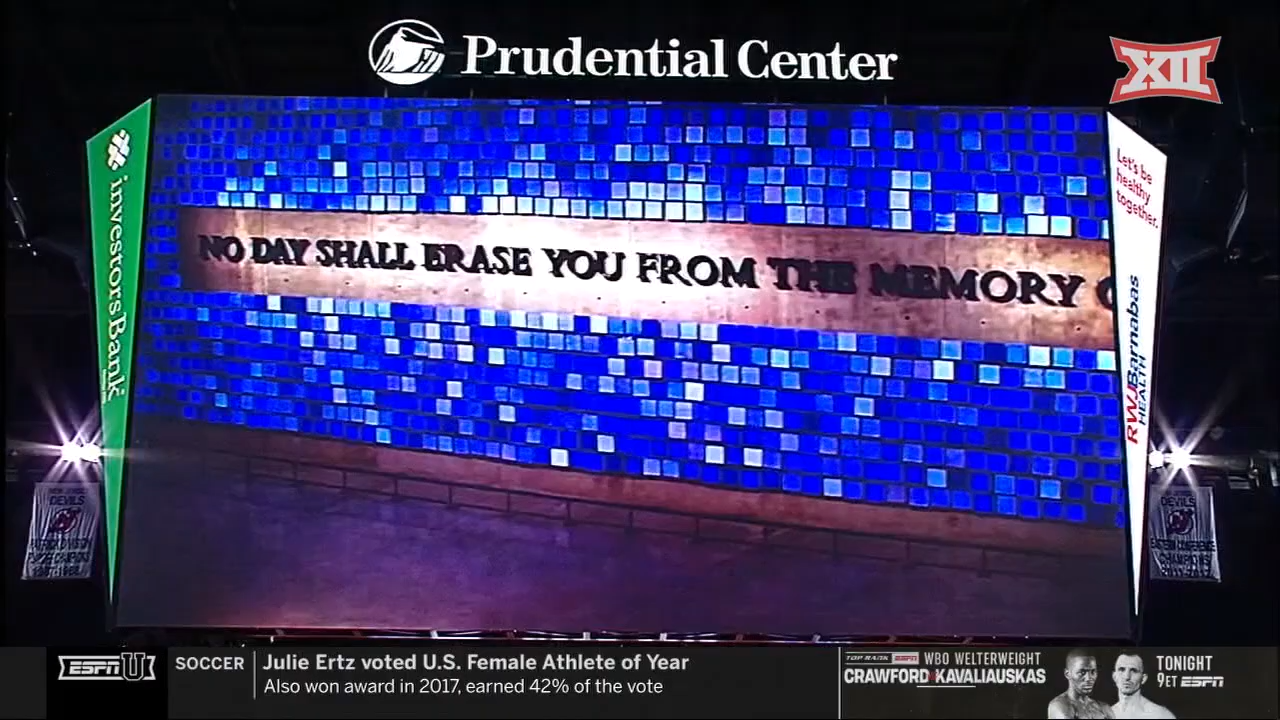 Prudential Center
XII
investorsBank
Let's be
healthy
together.
NO DAY SHALL ERASE YOU FROM THE MEMORY
RWJBarnabas
HEALTH
DEVILS
DEVILS
ESPNU
SOCCER
Julie Ertz voted U.S. Female Athlete of Year
Also won award in 2017, earned 42% of the vote
TOP RANK ESPN WBO WELTERWEIGHT
CRAWFORD KAVALIAUSKAS
TONIGHT
9ET ESPN